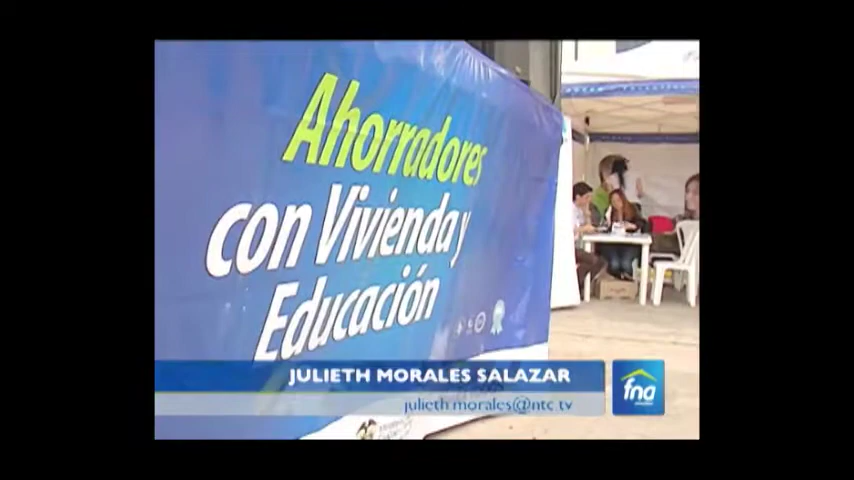 Ahorradores
con Vivienda y
Educación
JULIETH MORALES SALAZAR
julieth.morales@ntc.tv
fna